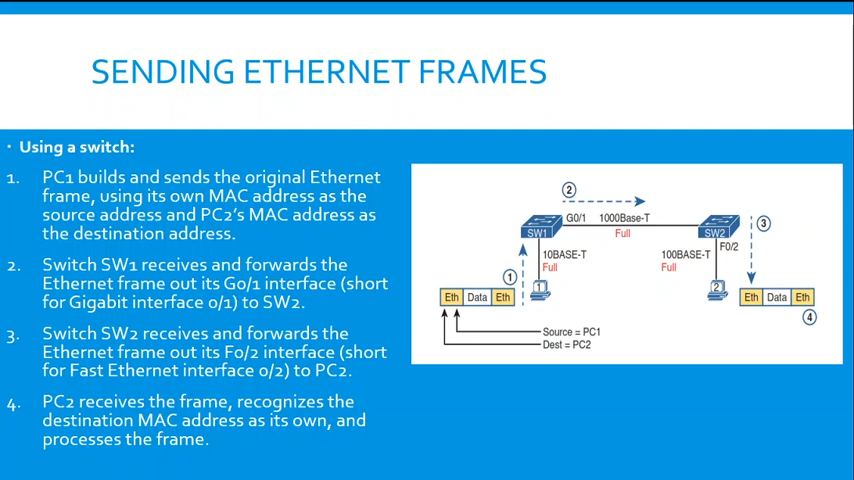 SENDING ETHERNET FRAMES
• Using a switch:
1. PC1 builds and sends the original Ethernet
frame, using its own MAC address as the
source address and PC2's MAC address as
the destination address.
2. Switch SW1 receives and forwards the
Ethernet frame out its G0/1 interface (short
for Gigabit interface 0/1) to SW2.
3. Switch SW2 receives and forwards the
Ethernet frame out its F0/2 interface (short
for Fast Ethernet interface 0/2) to PC2.
4. PC2 receives the frame, recognizes the
destination MAC address as its own, and
processes the frame.
2
G0/1 1000Base-T
SW1 Full SW2
3
F0/2
10BASE-T 100BASE-T
Full Full
1
1 2
Eth Data Eth
Eth Data Eth
4
Source = PC1
Dest = PC2